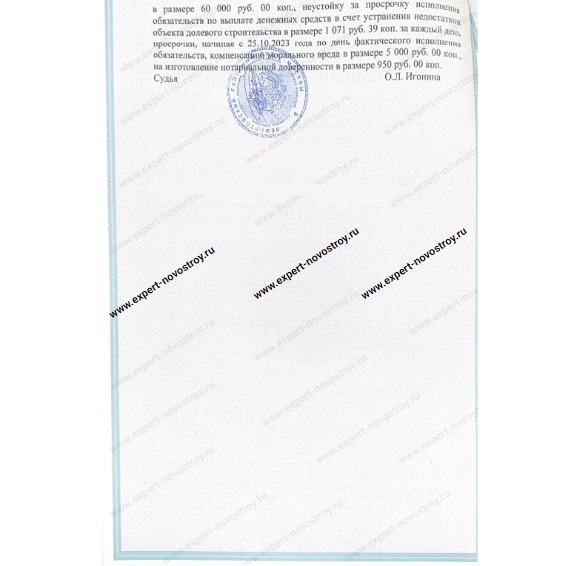 в размере 60 000 руб. 00 коп., неустойку за просрочку исполнения
обязательств по выплате денежных средств в счет устранения недостатков
объекта долевого строительства в размере 1 071 руб. 39 коп. за каждый день
просрочки, начиная с 25.10.2023 года по день фактического исполнения
обязательств, компенсацию морального вреда в размере 5 000 руб. 00 коп.,
на изготовление нотариальной доверенности в размере 950 руб. 00 коп.
Судья О.Л. Игонина
www.expert-novostroy.ru
www.expert-novostroy.ru
www.expert-novostroy.ru